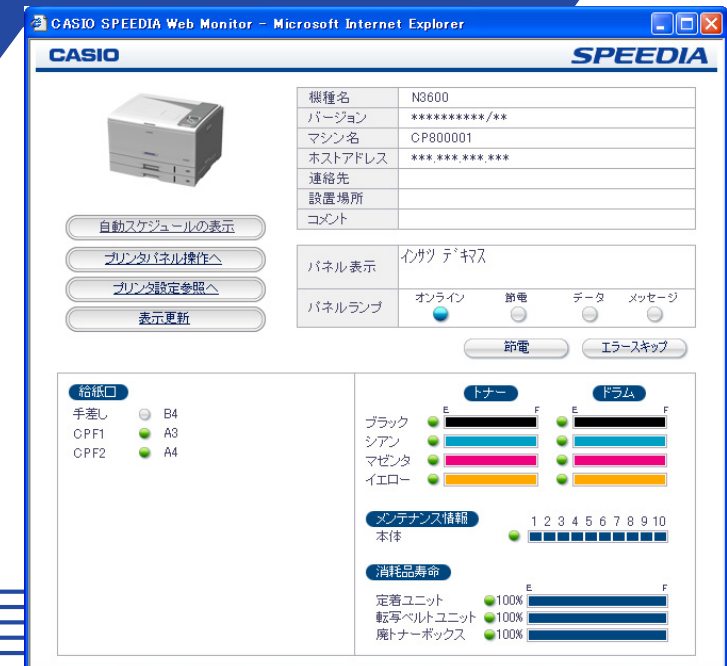 CASIO SPEEDIA Web Monitor - Microsoft Internet Explorer
CASIO SPEEDIA
機種名 N3600
バージョン **********/**
マシン名 CP800001
ホストアドレス ***.***.***.***
連絡先
設置場所
コメント
自動スケジュールの表示
プリンタパネル操作へ
プリンタ設定参照へ
表示更新
パネル表示 インサツ デキマス
パネルランプ オンライン 節電 データ メッセージ
節電 エラースキップ
給紙口
手差し B4
CPF1 A3
CPF2 A4
トナー ドラム
E F E F
ブラック
シアン
マゼンタ
イエロー
メンテナンス情報 1 2 3 4 5 6 7 8 9 10
本体
消耗品寿命
E F
定着ユニット 100%
転写ベルトユニット 100%
廃トナーボックス 100%